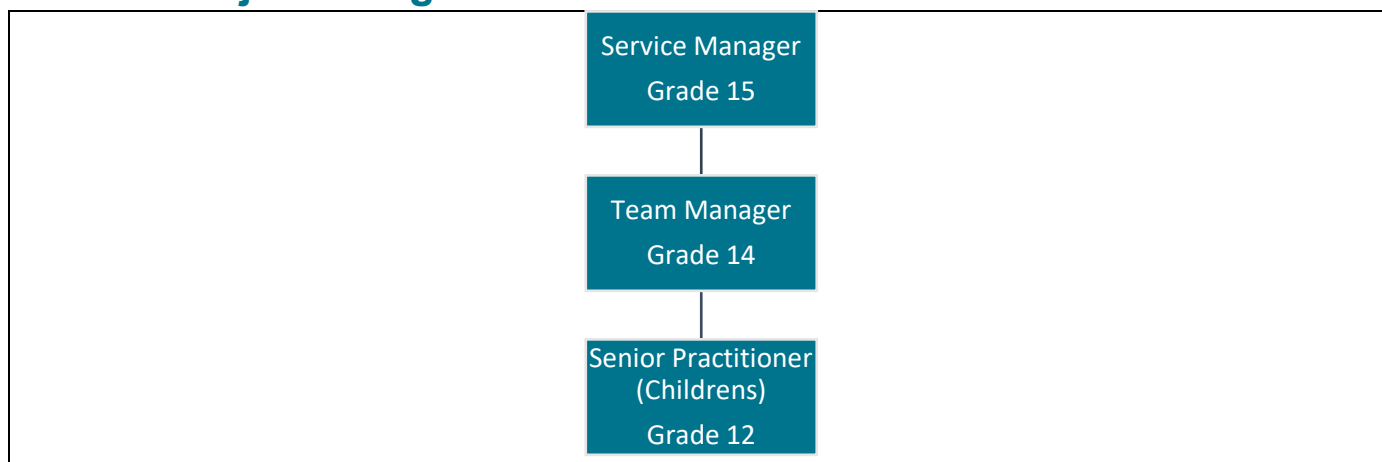 Service Manager
Grade 15
Team Manager
Grade 14
Senior Practitioner
(Childrens)
Grade 12